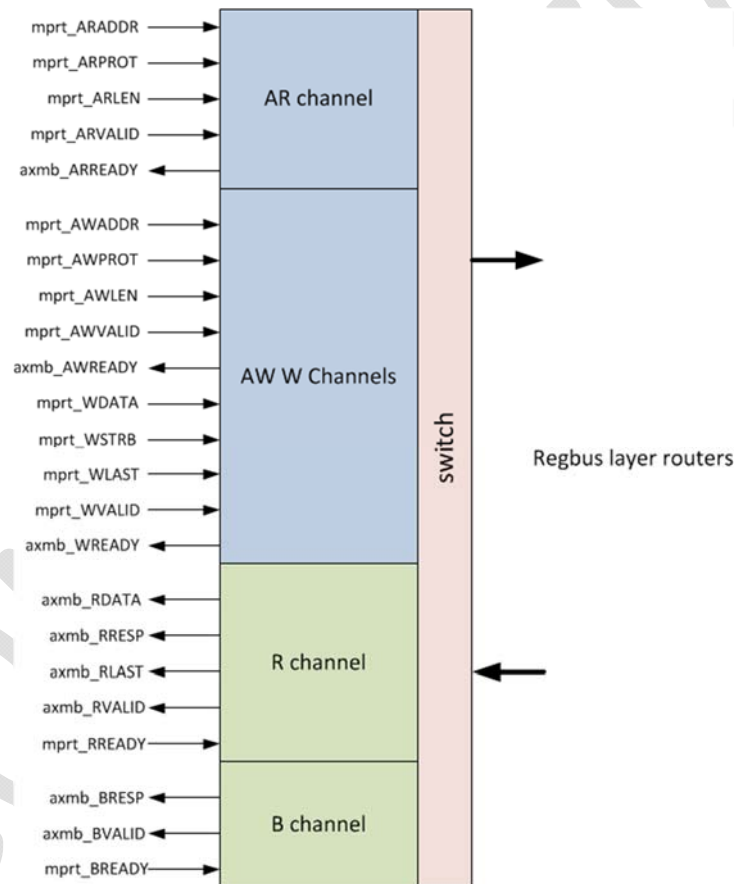 mprt_ARADDR
mprt_ARPROT
mprt_ARLEN
mprt_ARVALID
axmb_ARREADY
AR channel
mprt_AWADDR
mprt_AWPROT
mprt_AWLEN
mprt_AWVALID
axmb_AWREADY
mprt_WDATA
mprt_WSTRB
mprt_WLAST
mprt_WVALID
axmb_WREADY
AW W Channels
axmb_RDATA
axmb_RRESP
axmb_RLAST
axmb_RVALID
mprt_RREADY
R channel
axmb_BRESP
axmb_BVALID
mprt_BREADY
B channel
switch
Regbus layer routers